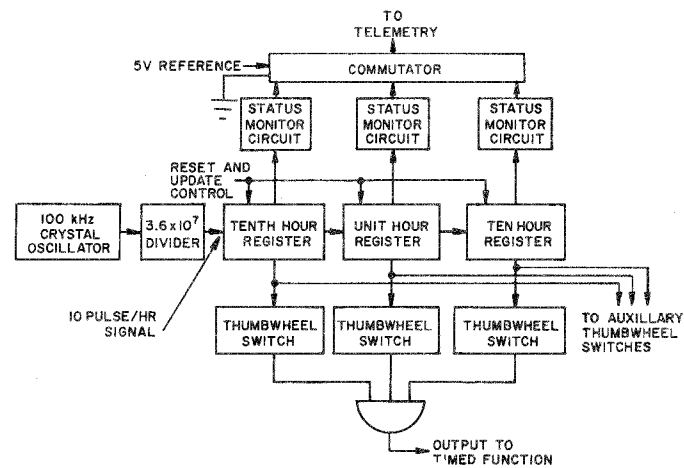 TO
TELEMETRY
5V REFERENCE
COMMUTATOR
STATUS
MONITOR
CIRCUIT
STATUS
MONITOR
CIRCUIT
STATUS
MONITOR
CIRCUIT
RESET AND
UPDATE
CONTROL
100 kHz
CRYSTAL
OSCILLATOR
3.6 x 10⁷
DIVIDER
TENTH HOUR
REGISTER
UNIT HOUR
REGISTER
TEN HOUR
REGISTER
10 PULSE/HR
SIGNAL
THUMBWHEEL
SWITCH
THUMBWHEEL
SWITCH
THUMBWHEEL
SWITCH
TO AUXILLARY
THUMBWHEEL
SWITCHES
OUTPUT TO
TIMED FUNCTION